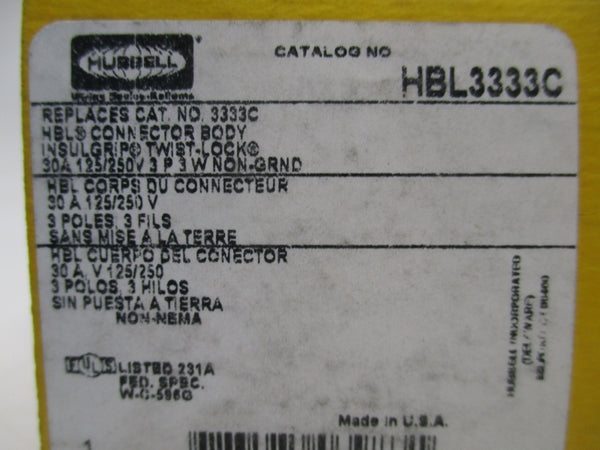 HUBBELL
CATALOG NO
HBL3333C
REPLACES CAT. NO. 3333C
HBL® CONNECTOR BODY
INSULGRIP® TWIST-LOCK®
30A 125/250V 3 P 3 W NON-GRND
HBL CORPS DU CONNECTEUR
30 A 125/250 V
3 POLES, 3 FILS
SANS MISE A LA TERRE
HBL CUERPO DEL CONECTOR
30 A, V 125/250
3 POLOS, 3 HILOS
SIN PUESTA A TIERRA
NON-NEMA
LISTED 231A
FED. SPEC.
W-C-596G
Made in U.S.A.
1
HUBBELL INCORPORATED